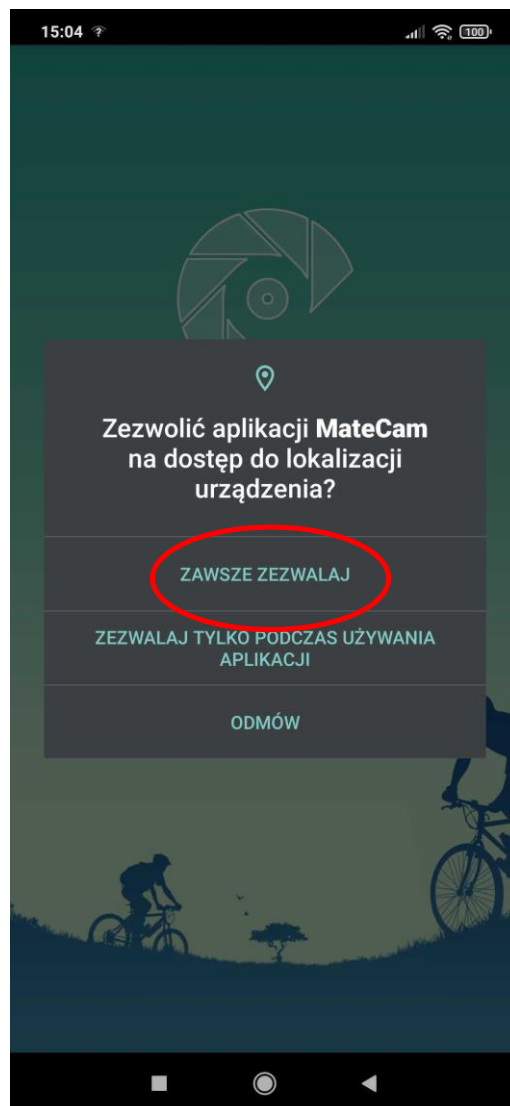 15:04
100
Zezwolić aplikacji MateCam
na dostęp do lokalizacji
urządzenia?
ZAWSZE ZEZWALAJ
ZEZWALAJ TYLKO PODCZAS UŻYWANIA
APLIKACJI
ODMÓW